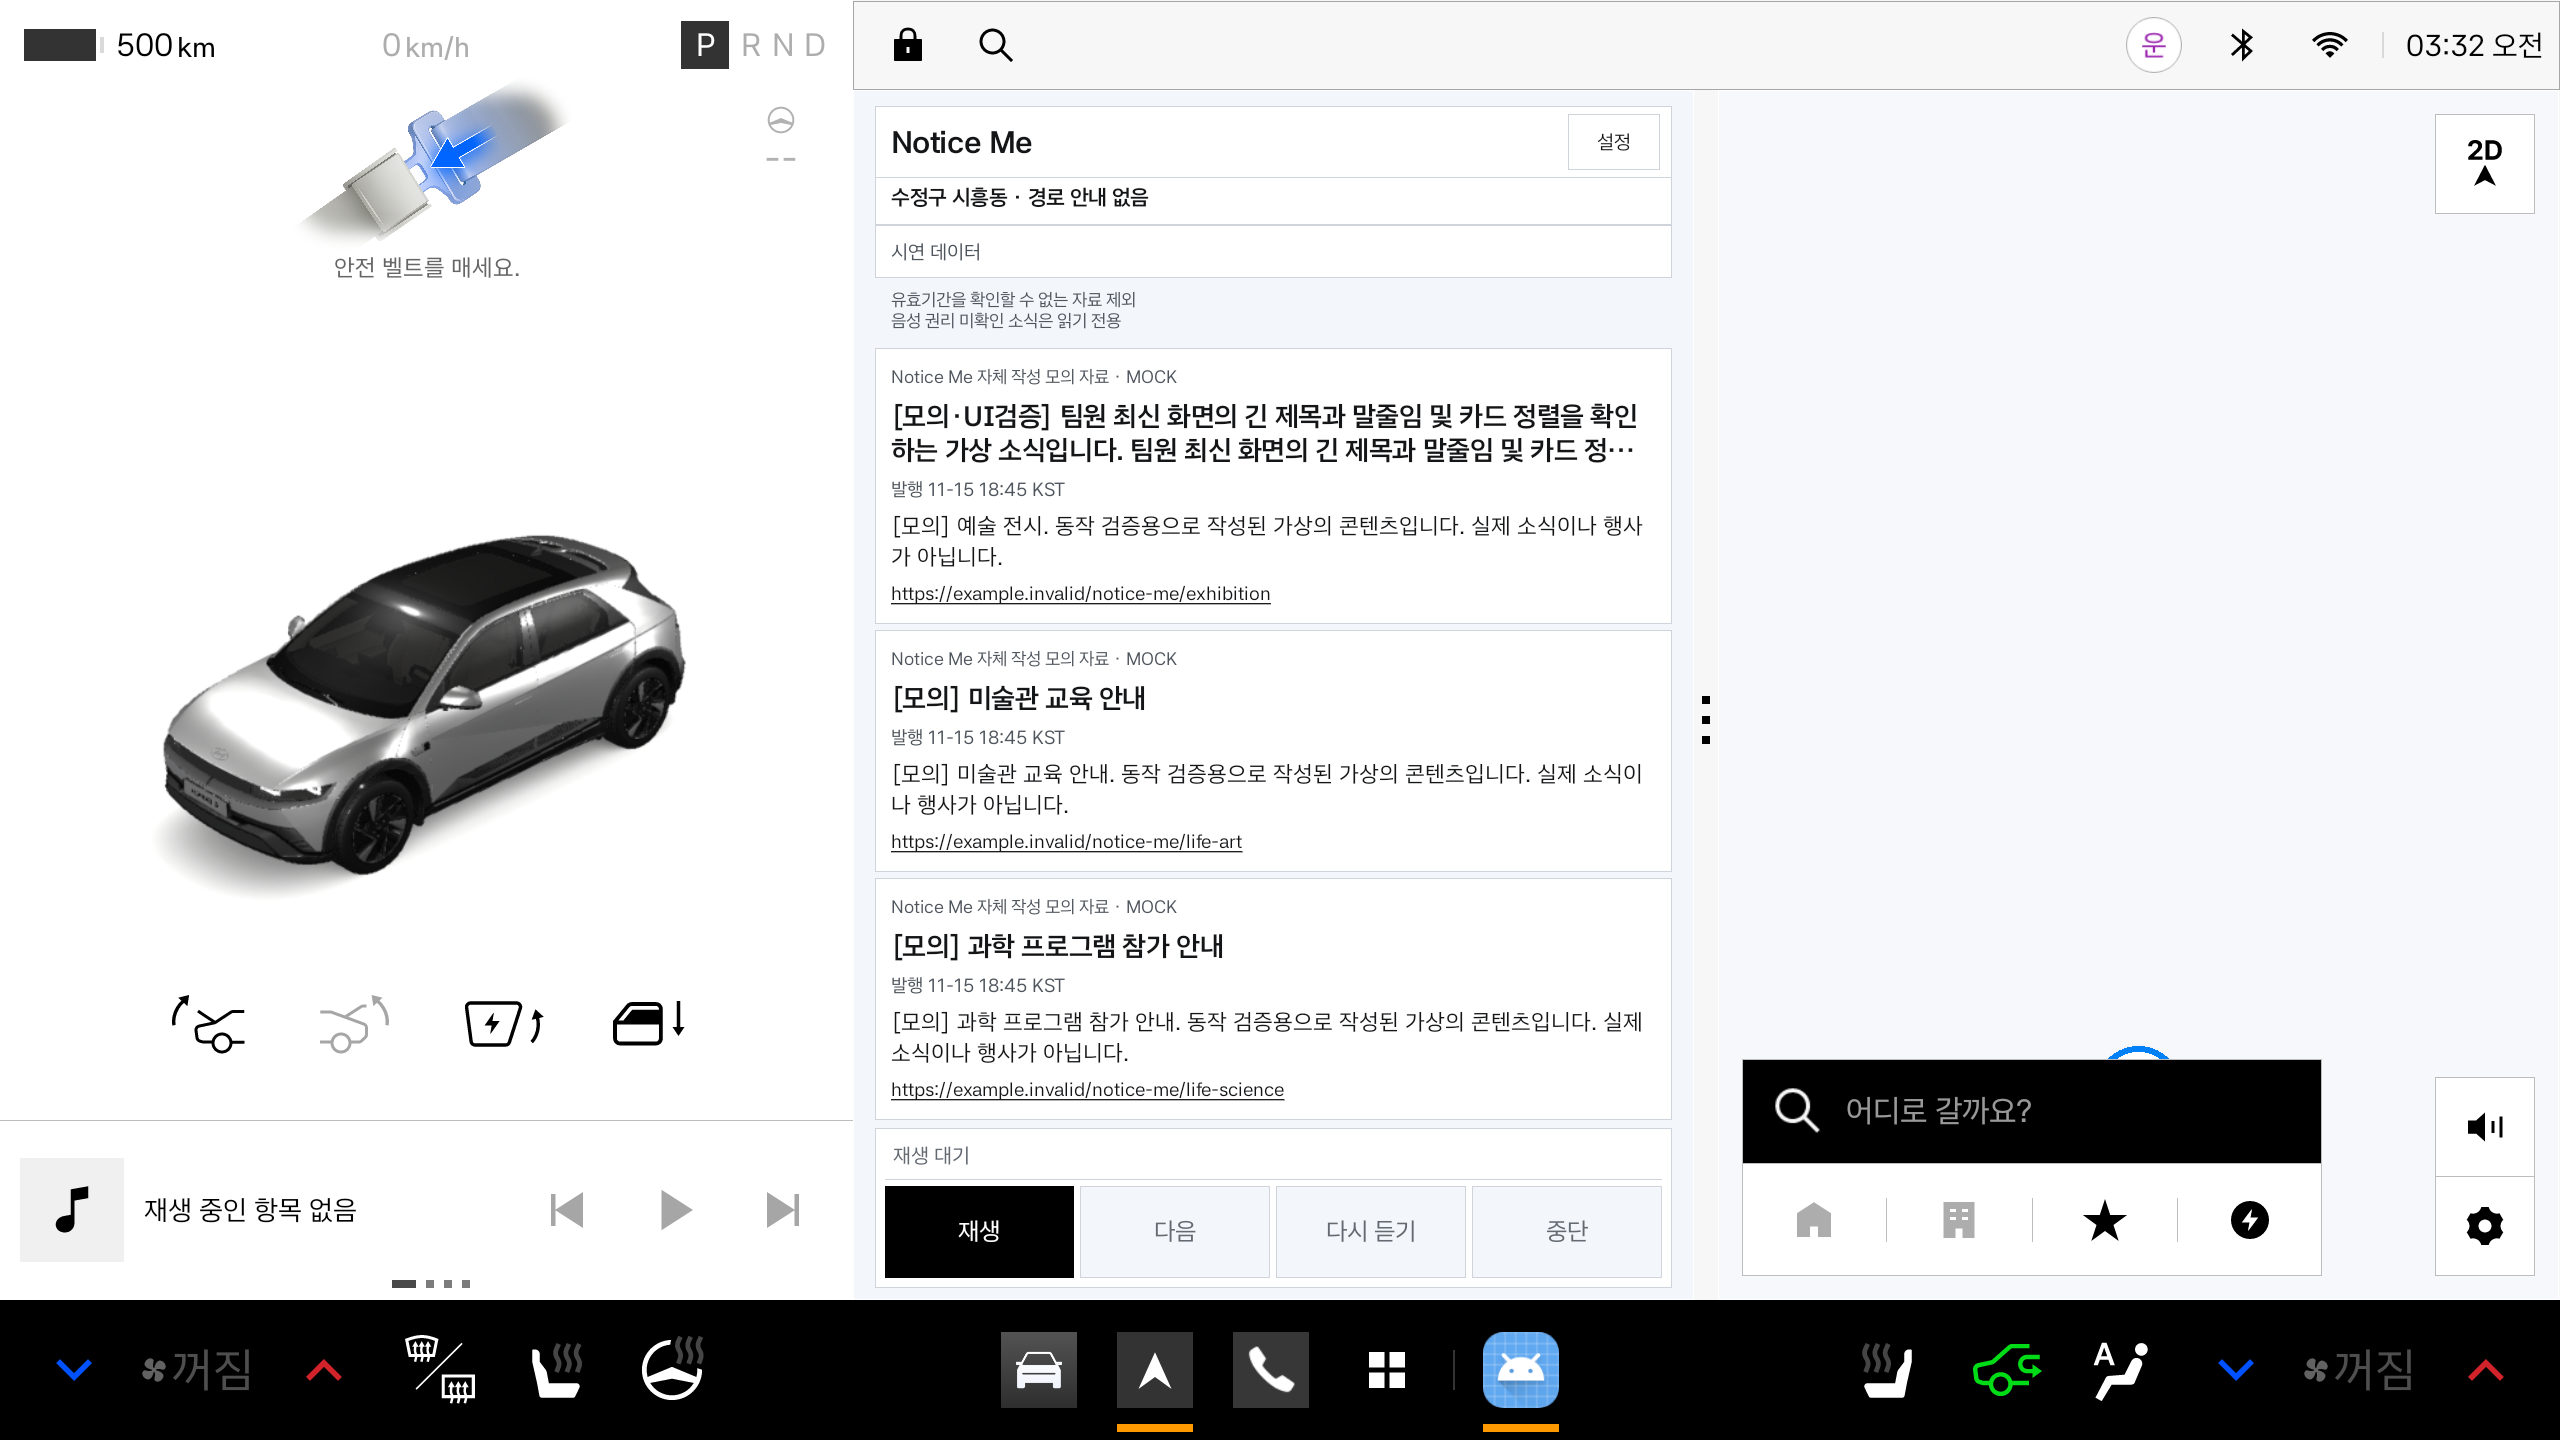 500 km
0 km/h
P R N D
안전 벨트를 매세요.
재생 중인 항목 없음
운
03:32 오전
Notice Me
설정
수정구 시흥동 · 경로 안내 없음
시연 데이터
유효기간을 확인할 수 없는 자료 제외
음성 권리 미확인 소식은 읽기 전용
Notice Me 자체 작성 모의 자료 · MOCK
[모의·UI검증] 팀원 최신 화면의 긴 제목과 말줄임 및 카드 정렬을 확인
하는 가상 소식입니다. 팀원 최신 화면의 긴 제목과 말줄임 및 카드 정…
발행 11-15 18:45 KST
[모의] 예술 전시. 동작 검증용으로 작성된 가상의 콘텐츠입니다. 실제 소식이나 행사
가 아닙니다.
https://example.invalid/notice-me/exhibition
Notice Me 자체 작성 모의 자료 · MOCK
[모의] 미술관 교육 안내
발행 11-15 18:45 KST
[모의] 미술관 교육 안내. 동작 검증용으로 작성된 가상의 콘텐츠입니다. 실제 소식이
나 행사가 아닙니다.
https://example.invalid/notice-me/life-art
Notice Me 자체 작성 모의 자료 · MOCK
[모의] 과학 프로그램 참가 안내
발행 11-15 18:45 KST
[모의] 과학 프로그램 참가 안내. 동작 검증용으로 작성된 가상의 콘텐츠입니다. 실제
소식이나 행사가 아닙니다.
https://example.invalid/notice-me/life-science
재생 대기
재생
다음
다시 듣기
중단
2D
어디로 갈까요?
꺼짐
A
꺼짐